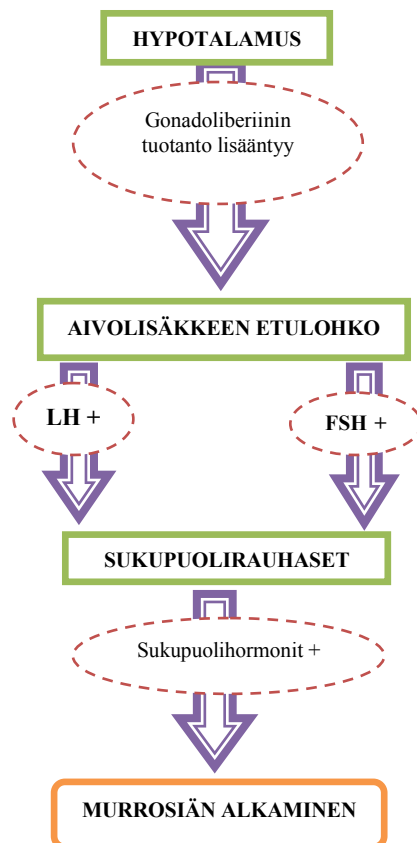 HYPOTALAMUS
Gonadoliberiinin
tuotanto lisääntyy
AIVOLISÄKKEEN ETULOHKO
LH +
FSH +
SUKUPUOLIRAUHASET
Sukupuolihormonit +
MURROSIÄN ALKAMINEN